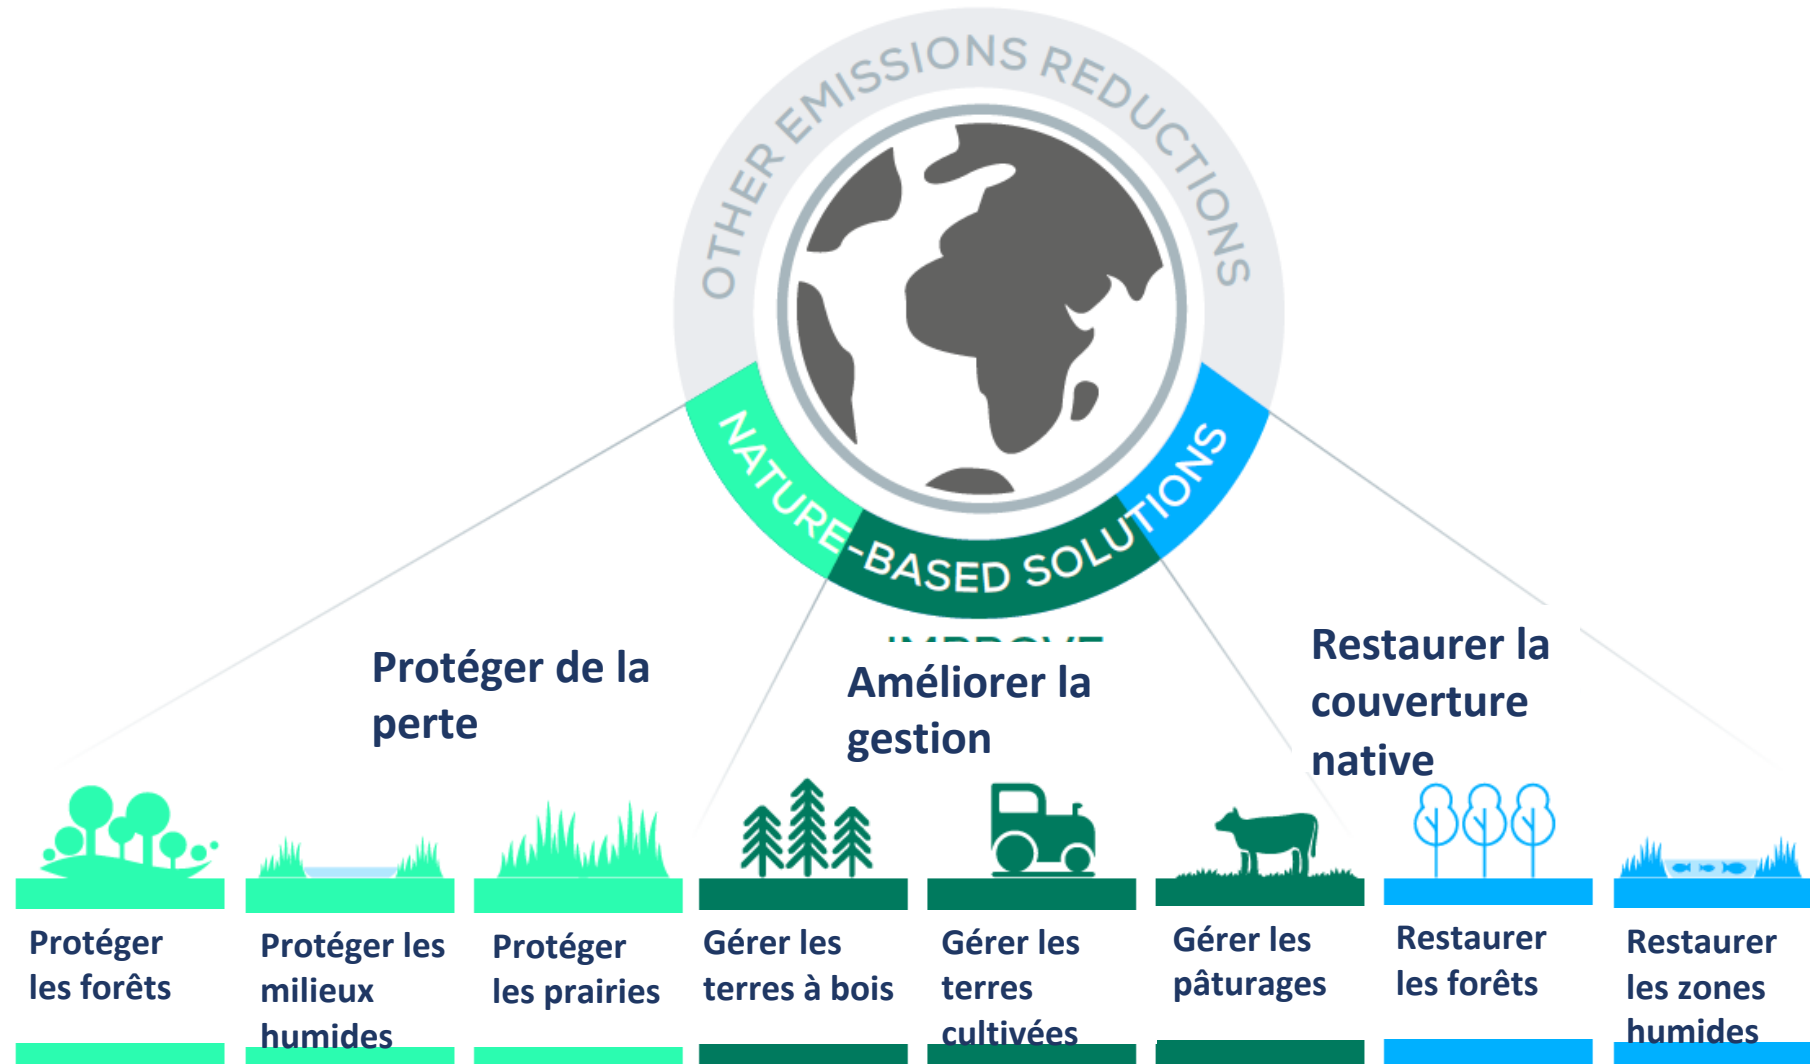 OTHER EMISSIONS REDUCTIONS
NATURE-BASED SOLUTIONS
IMPROVE
Protéger de la
perte
Améliorer la
gestion
Restaurer la
couverture
native
Protéger
les forêts
Protéger les
milieux
humides
Protéger
les prairies
Gérer les
terres à bois
Gérer les
terres
cultivées
Gérer les
pâturages
Restaurer
les forêts
Restaurer
les zones
humides